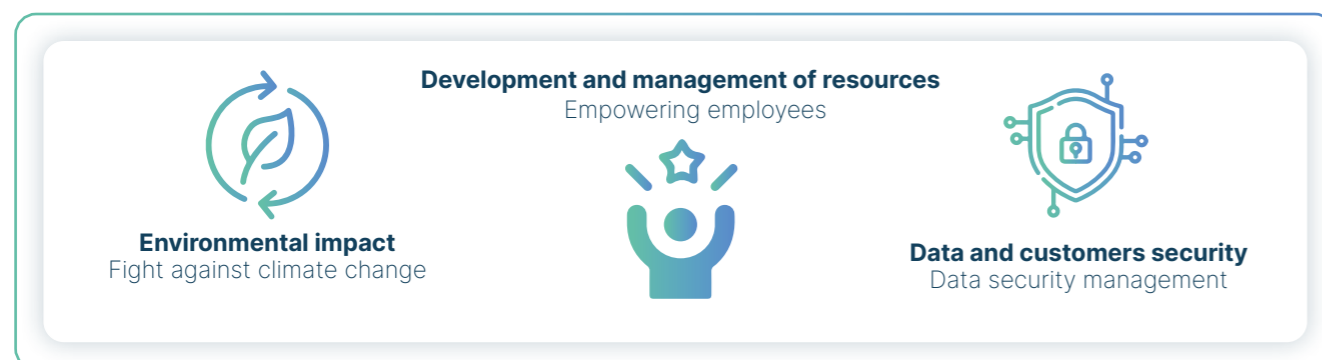 Environmental impact
Fight against climate change
Development and management of resources
Empowering employees
Data and customers security
Data security management